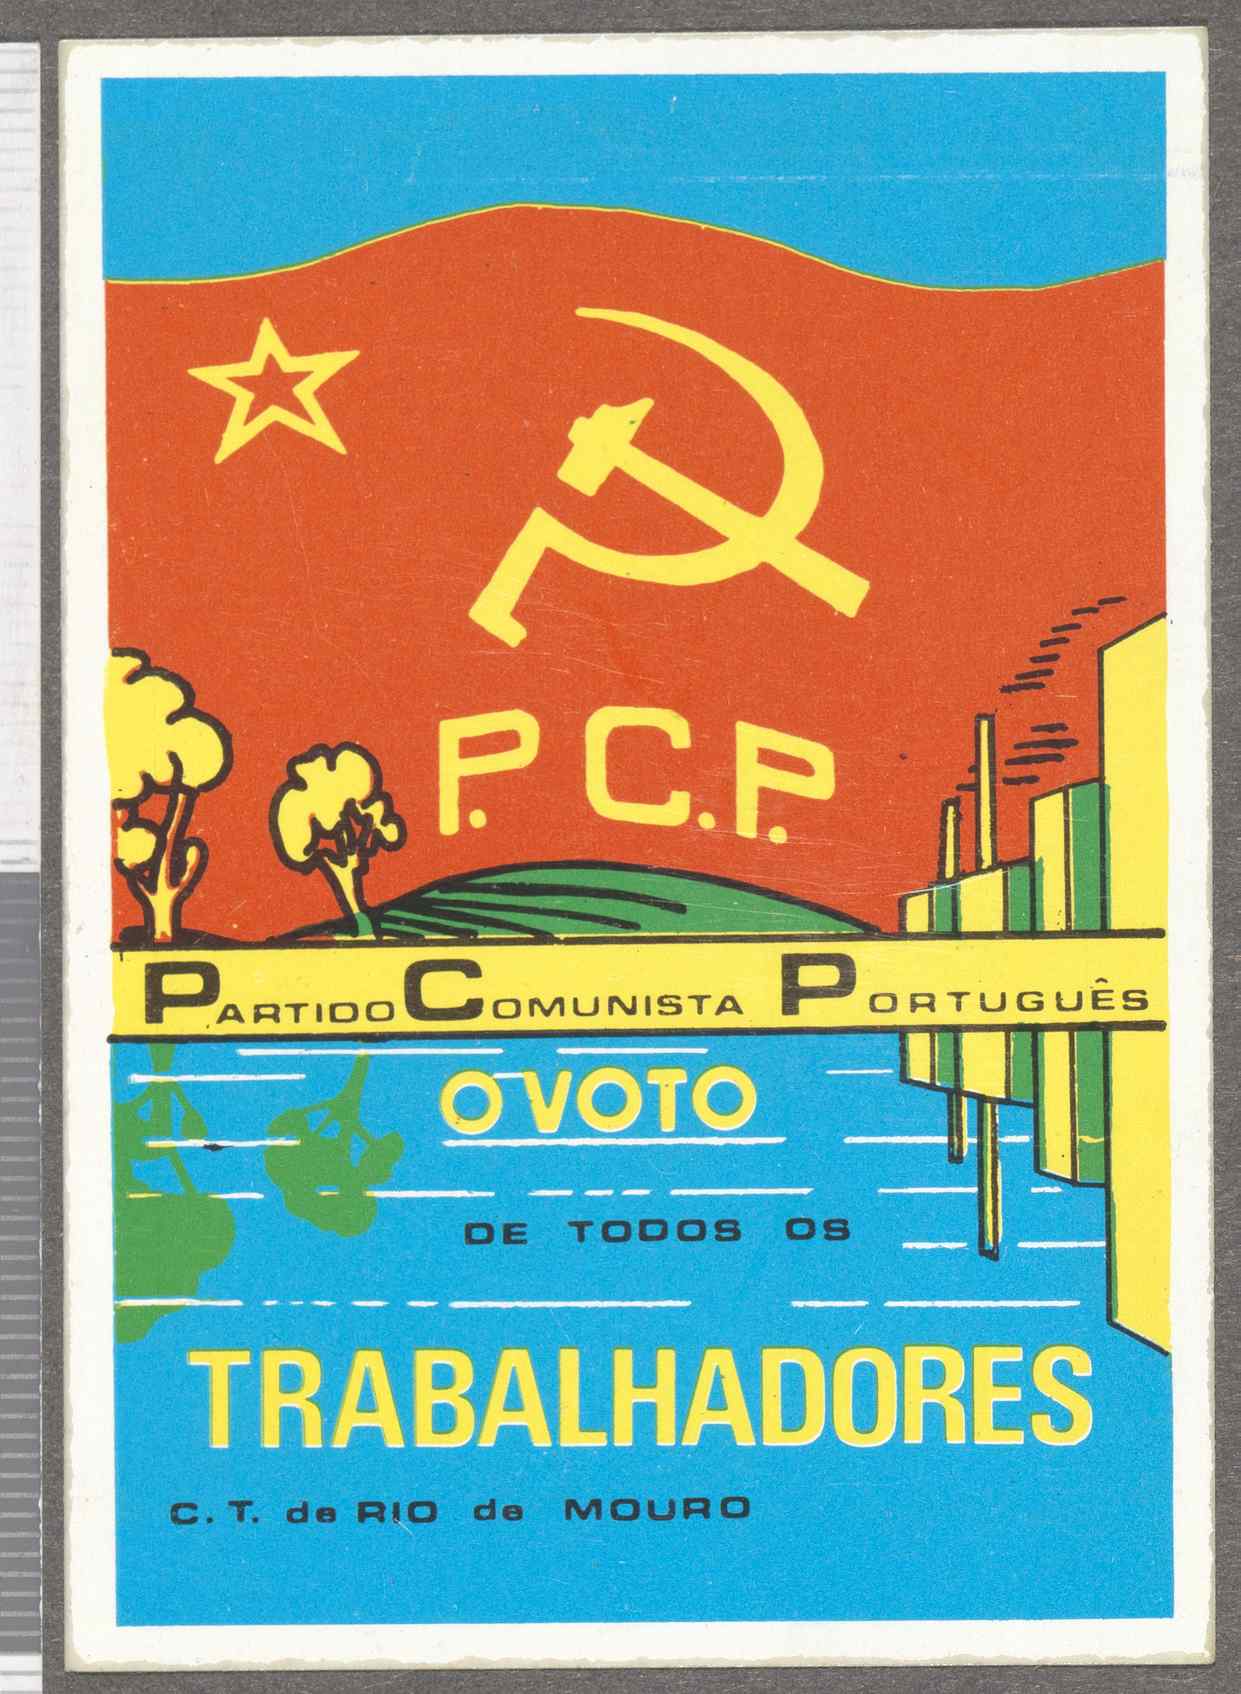 P. C. P.
PARTIDO COMUNISTA PORTUGUÊS
O VOTO
DE TODOS OS
TRABALHADORES
C. T. de RIO de MOURO